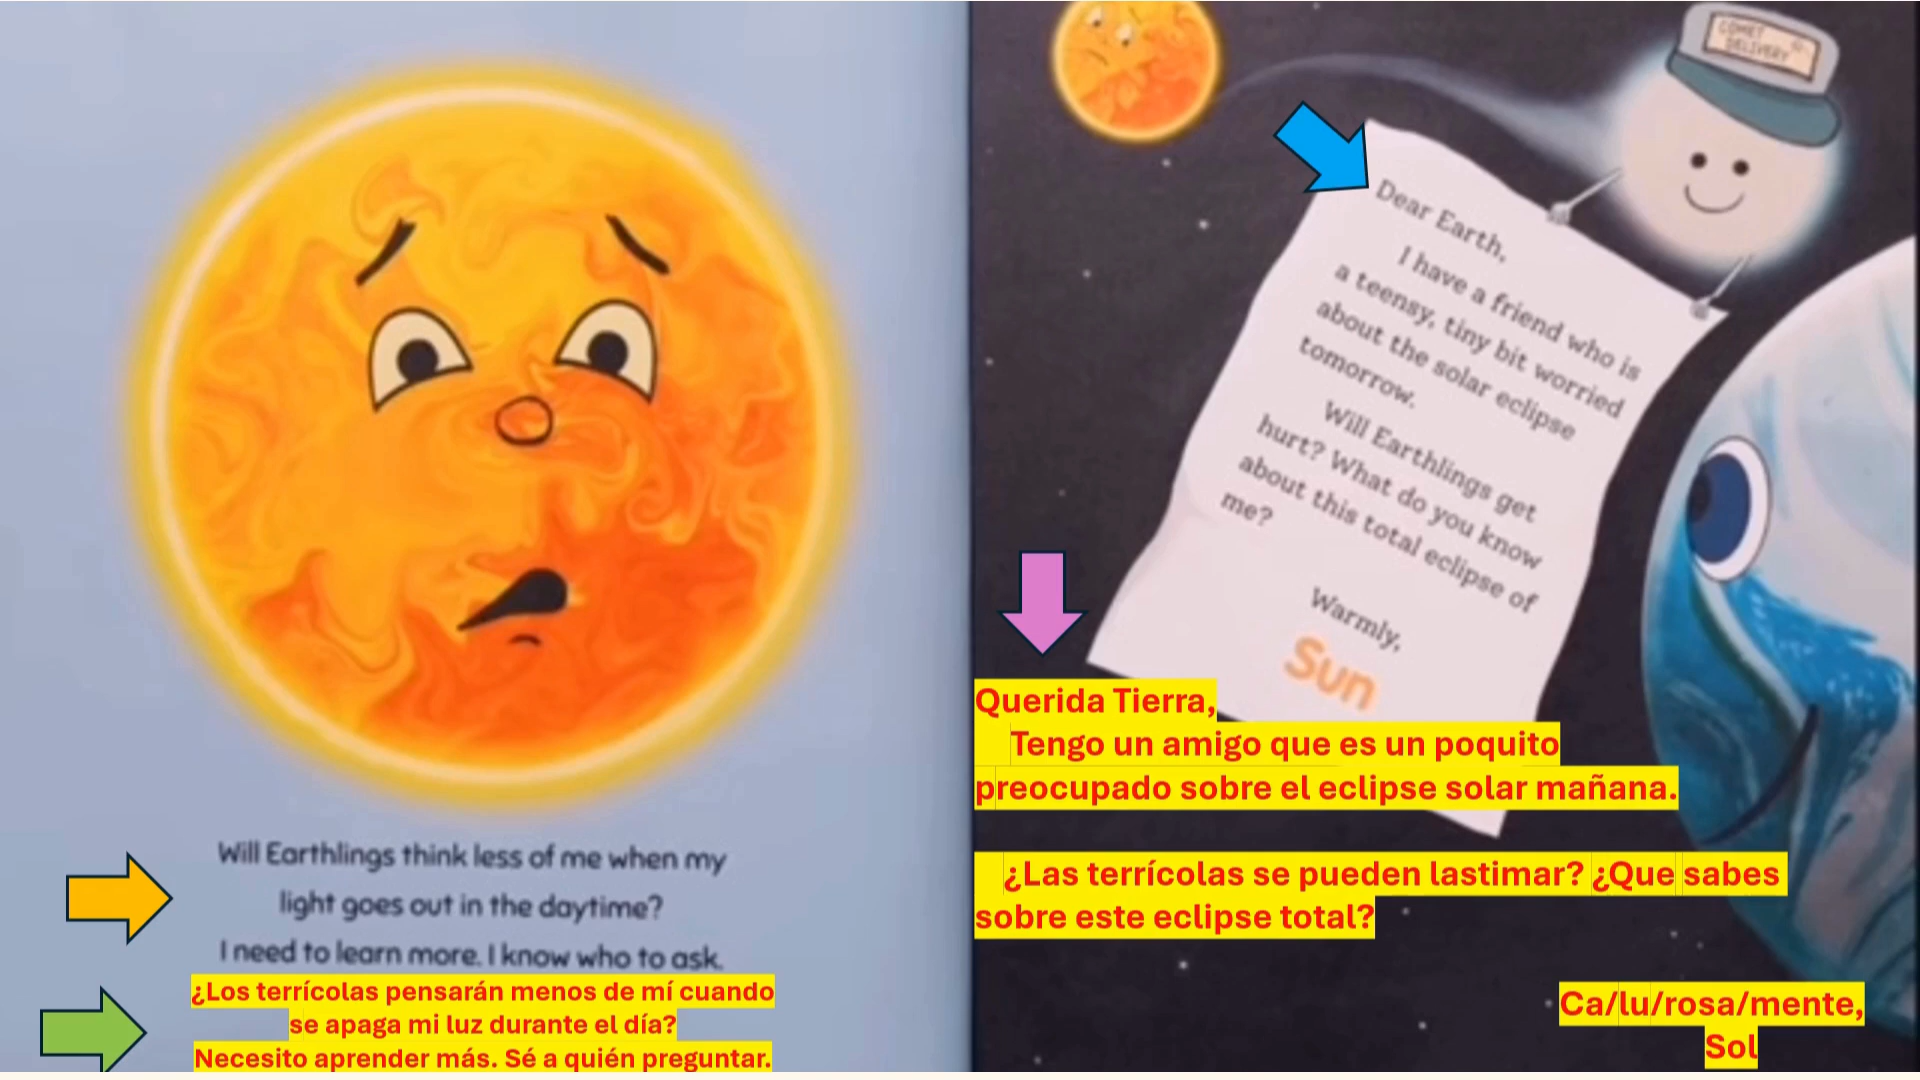 Will Earthlings think less of me when my
light goes out in the daytime?
I need to learn more. I know who to ask.
¿Los terrícolas pensarán menos de mí cuando
se apaga mi luz durante el día?
Necesito aprender más. Sé a quién preguntar.
COMET
DELIVERY
Dear Earth,
I have a friend who is
a teensy, tiny bit worried
about the solar eclipse
tomorrow.
Will Earthlings get
hurt? What do you know
about this total eclipse of
me?
Warmly,
Sun
Querida Tierra,
Tengo un amigo que es un poquito
preocupado sobre el eclipse solar mañana.
¿Las terrícolas se pueden lastimar? ¿Que sabes
sobre este eclipse total?
Ca/lu/rosa/mente,
Sol